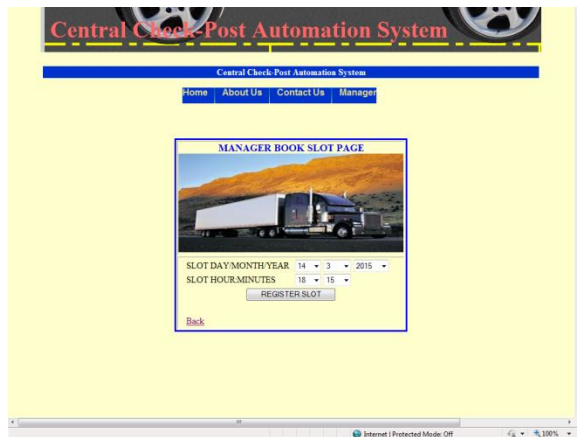 Central Check-Post Automation System
Central Check-Post Automation System
Home About Us Contact Us Manager
MANAGER BOOK SLOT PAGE
SLOT DAY/MONTH/YEAR 14 3 2015
SLOT HOUR:MINUTES 18 15
REGISTER SLOT
Back
Internet | Protected Mode: Off 100%